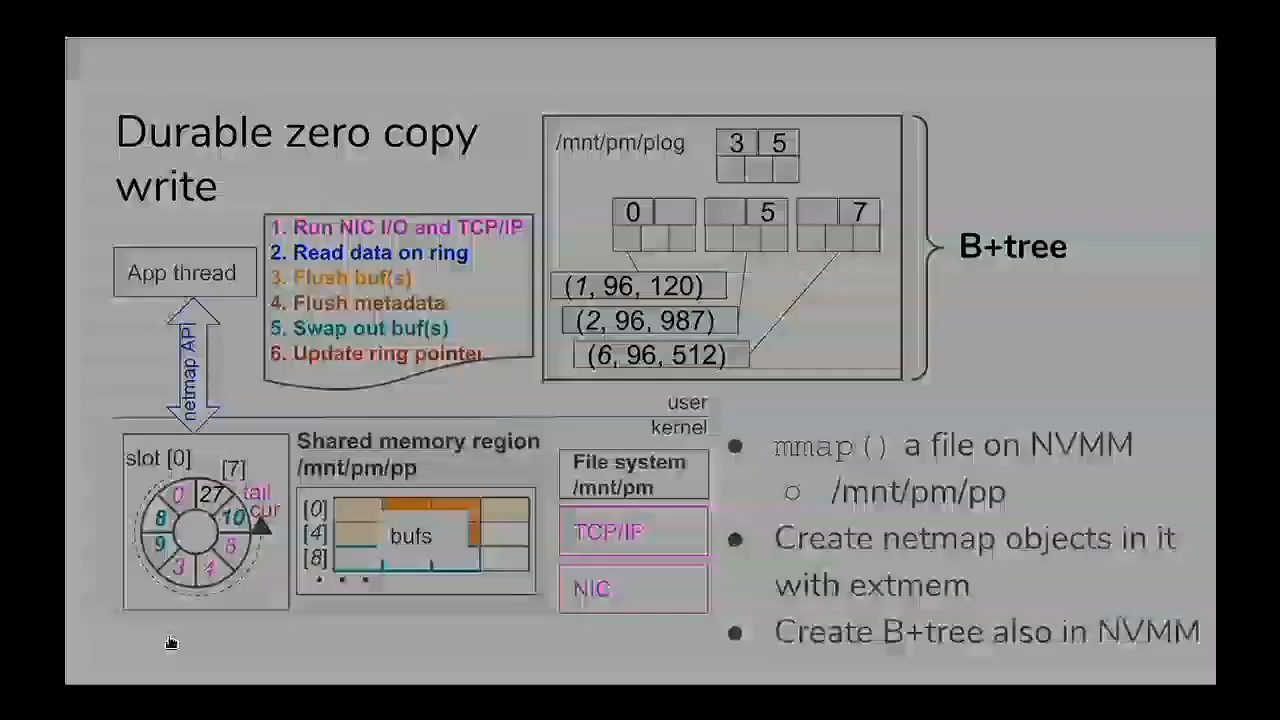 Durable zero copy
write
/mnt/pm/plog
3 5
0 5 7
(1, 96, 120)
(2, 96, 987)
(6, 96, 512)
B+tree
1. Run NIC I/O and TCP/IP
2. Read data on ring
3. Flush buf(s)
4. Flush metadata
5. Swap out buf(s)
6. Update ring pointer
App thread
netmap API
user
kernel
slot [0]
[7]
tail
cur
0 27
8 10
9
3
Shared memory region
/mnt/pm/pp
[0]
[4]
[8]
bufs
File system
/mnt/pm
TCP/IP
NIC
● mmap() a file on NVMM
○ /mnt/pm/pp
● Create netmap objects in it
with extmem
● Create B+tree also in NVMM